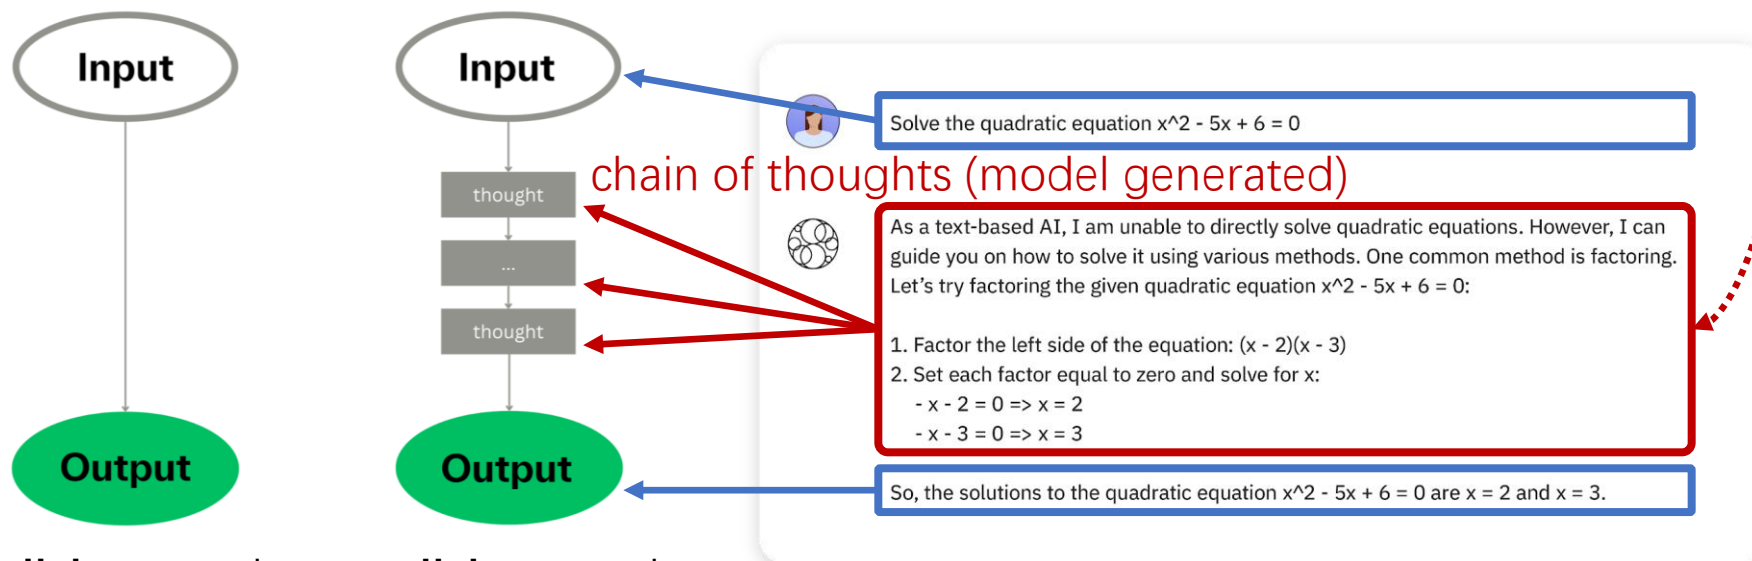 Input
Output
Input
thought
...
thought
Output
chain of thoughts (model generated)
Solve the quadratic equation x^2 - 5x + 6 = 0
As a text-based AI, I am unable to directly solve quadratic equations. However, I can
guide you on how to solve it using various methods. One common method is factoring.
Let's try factoring the given quadratic equation x^2 - 5x + 6 = 0:
1. Factor the left side of the equation: (x - 2)(x - 3)
2. Set each factor equal to zero and solve for x:
- x - 2 = 0 => x = 2
- x - 3 = 0 => x = 3
So, the solutions to the quadratic equation x^2 - 5x + 6 = 0 are x = 2 and x = 3.